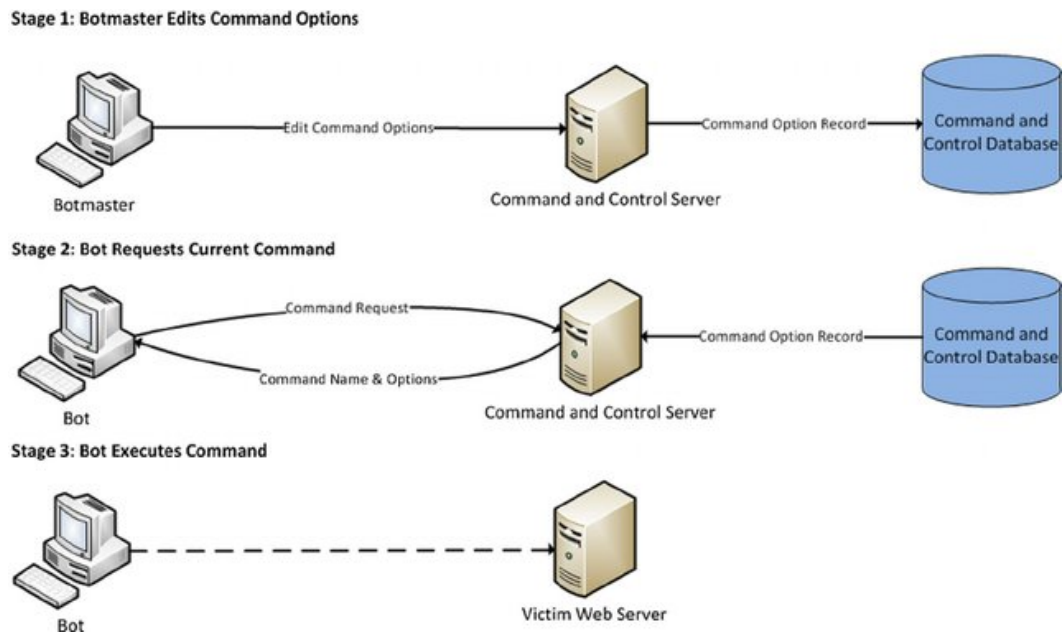 Stage 1: Botmaster Edits Command Options
Edit Command Options
Command Option Record
Command and
Control Database
Botmaster
Command and Control Server
Stage 2: Bot Requests Current Command
Command Request
Command Option Record
Command and
Control Database
Command Name & Options
Bot
Command and Control Server
Stage 3: Bot Executes Command
Bot
Victim Web Server